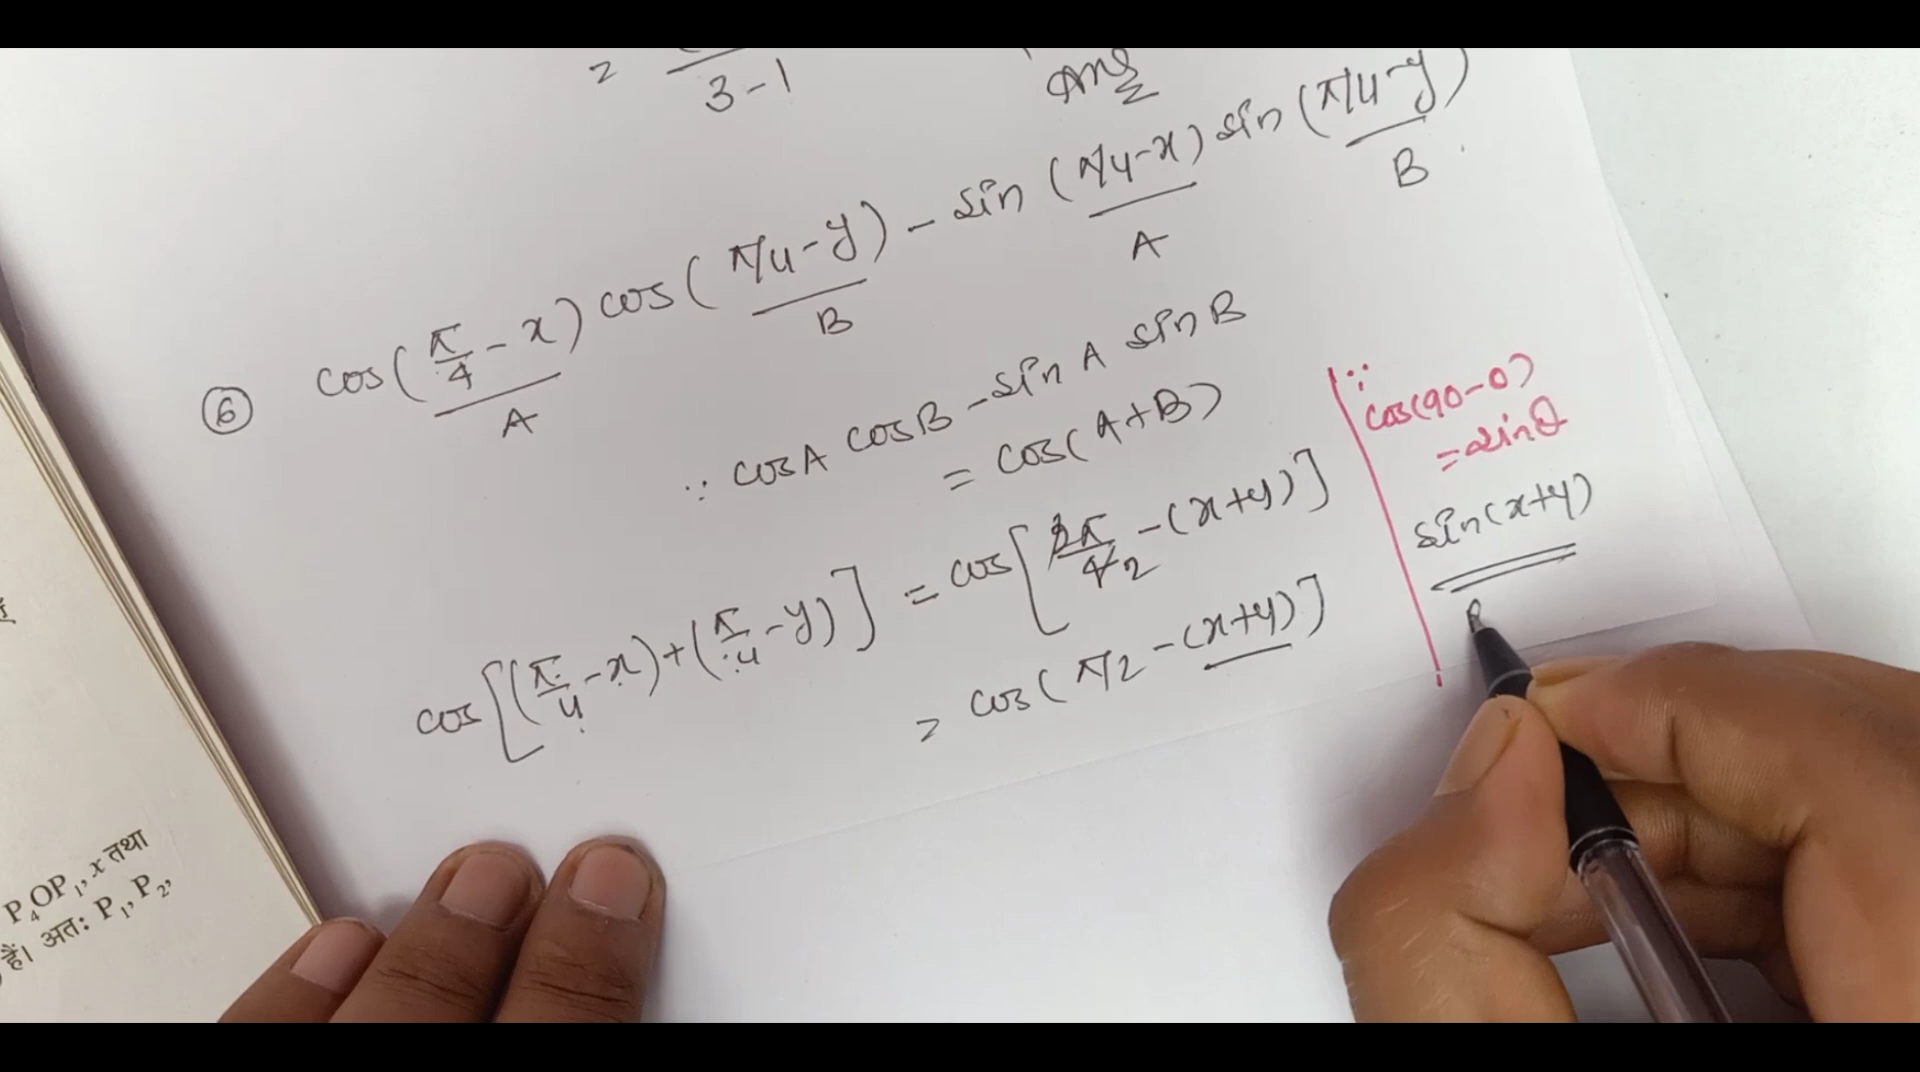 = 3-1
Ans
⑥ cos(π/4 - x) cos(π/4-y) - sin(π/4-x) sin(π/4-y)
A B A B
∵ cosA cosB - sinA sinB
= cos(A+B)
cos[(π/4-x)+(π/4-y)] = cos[2π/4 2 -(x+y)]
= cos(π/2-(x+y)]
∵
cos(90-θ)
=sinθ
sin(x+y)
P₄OP₁, x तथा
हैं। अतः P₁, P₂,